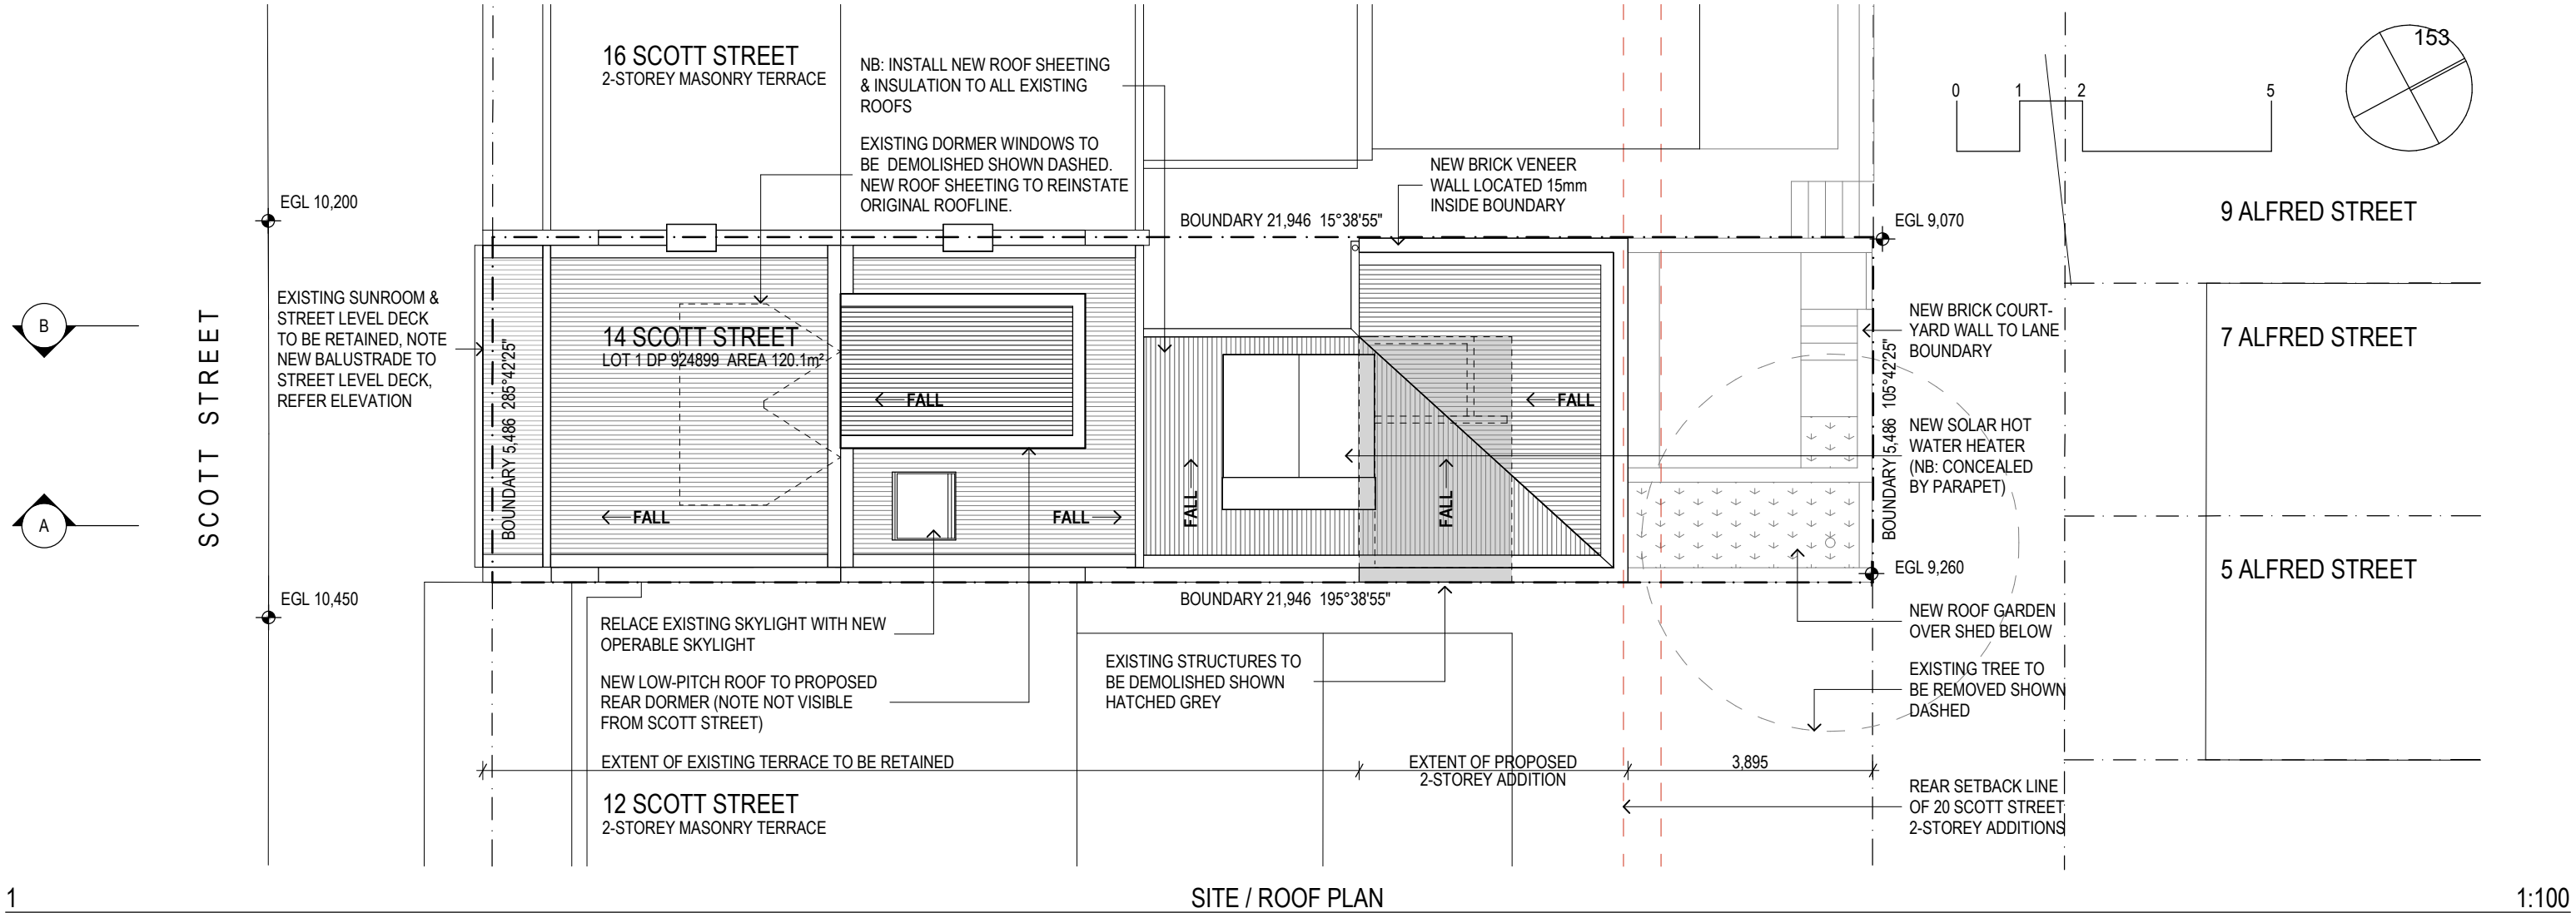 16 SCOTT STREET
2-STOREY MASONRY TERRACE
NB: INSTALL NEW ROOF SHEETING
& INSULATION TO ALL EXISTING
ROOFS
EXISTING DORMER WINDOWS TO
BE DEMOLISHED SHOWN DASHED.
NEW ROOF SHEETING TO REINSTATE
ORIGINAL ROOFLINE.
NEW BRICK VENEER
WALL LOCATED 15mm
INSIDE BOUNDARY
0 1 2 5
153
EGL 10,200
BOUNDARY 21,946 15°38'55"
EGL 9,070
9 ALFRED STREET
SCOTT STREET
B
A
EXISTING SUNROOM &
STREET LEVEL DECK
TO BE RETAINED, NOTE
NEW BALUSTRADE TO
STREET LEVEL DECK,
REFER ELEVATION
BOUNDARY 5,486 285°42'25"
14 SCOTT STREET
LOT 1 DP 924899 AREA 120.1m²
FALL
FALL
FALL
FALL
FALL
FALL
BOUNDARY 5,486 105°42'25"
NEW BRICK COURT-
YARD WALL TO LANE
BOUNDARY
7 ALFRED STREET
NEW SOLAR HOT
WATER HEATER
(NB: CONCEALED
BY PARAPET)
EGL 9,260
5 ALFRED STREET
EGL 10,450
BOUNDARY 21,946 195°38'55"
RELACE EXISTING SKYLIGHT WITH NEW
OPERABLE SKYLIGHT
NEW LOW-PITCH ROOF TO PROPOSED
REAR DORMER (NOTE NOT VISIBLE
FROM SCOTT STREET)
EXISTING STRUCTURES TO
BE DEMOLISHED SHOWN
HATCHED GREY
NEW ROOF GARDEN
OVER SHED BELOW
EXISTING TREE TO
BE REMOVED SHOWN
DASHED
EXTENT OF EXISTING TERRACE TO BE RETAINED
EXTENT OF PROPOSED
2-STOREY ADDITION
3,895
REAR SETBACK LINE
OF 20 SCOTT STREET
2-STOREY ADDITIONS
12 SCOTT STREET
2-STOREY MASONRY TERRACE
1
SITE / ROOF PLAN
1:100